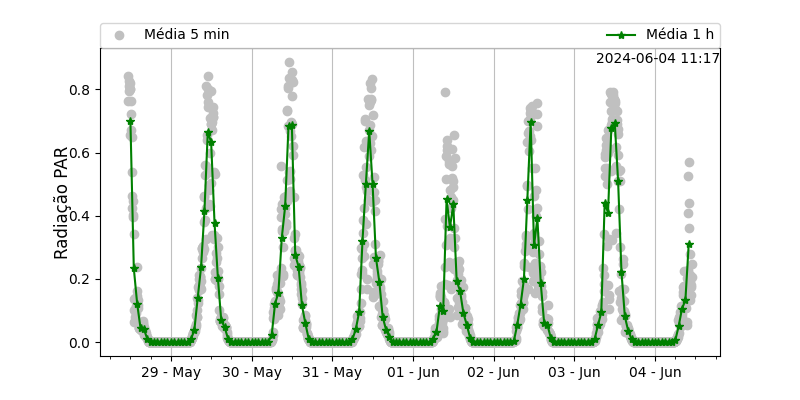 Média 5 min
Média 1 h
2024-06-04 11:17
Radiação PAR
0.8
0.6
0.4
0.2
0.0
29 - May
30 - May
31 - May
01 - Jun
02 - Jun
03 - Jun
04 - Jun